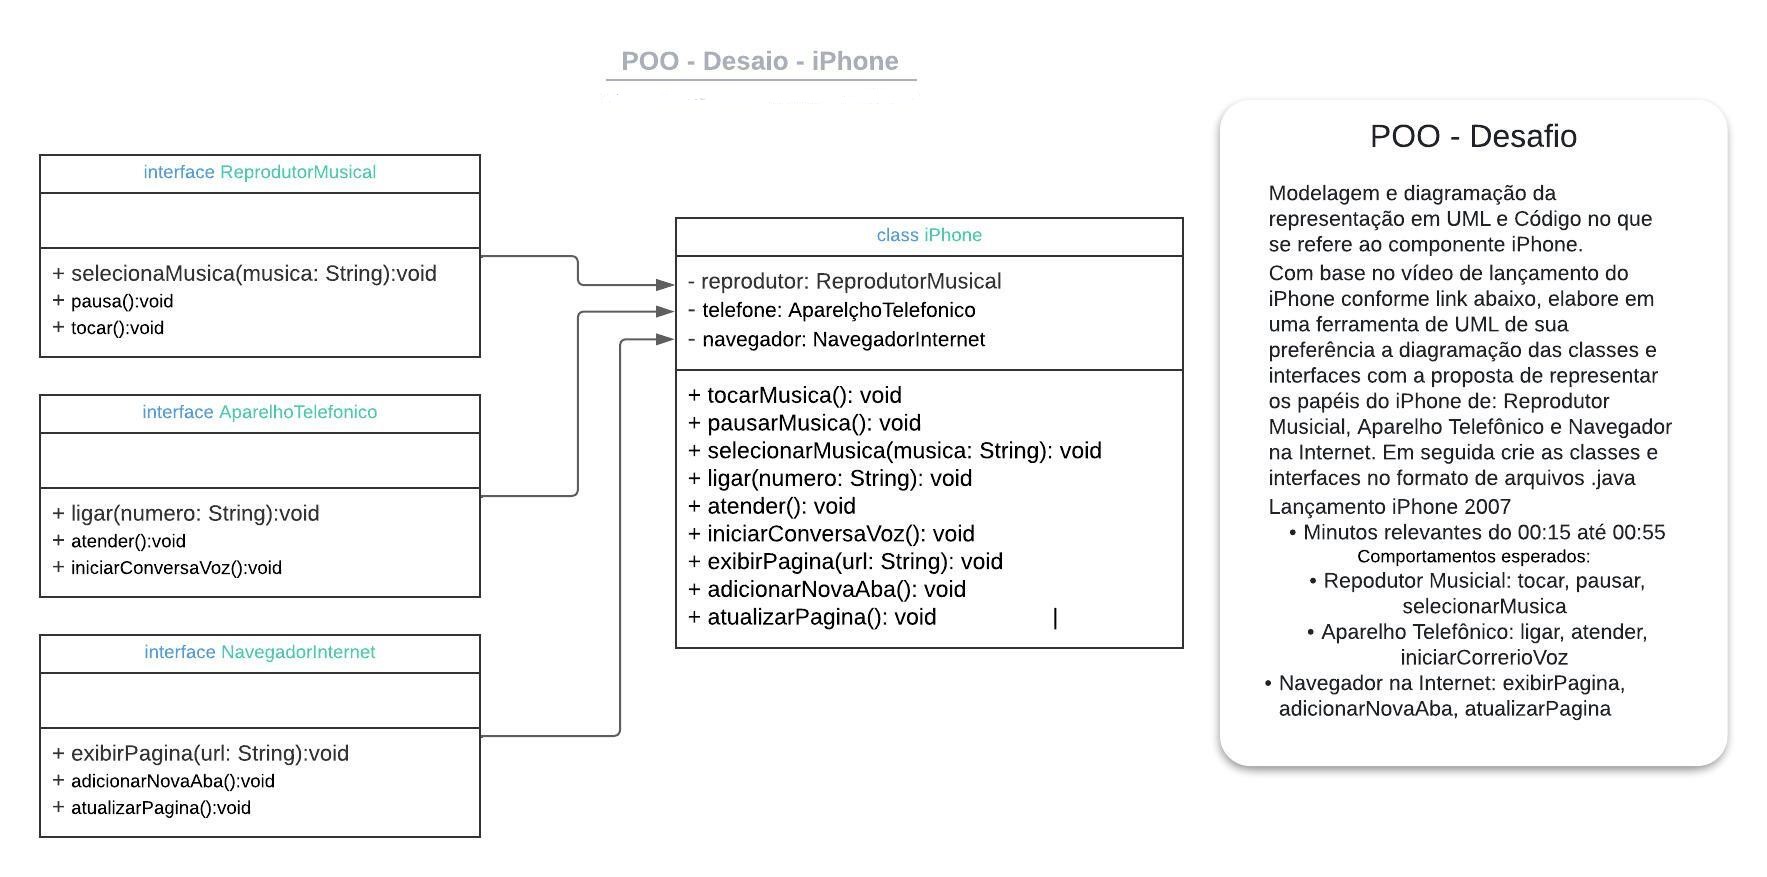 POO - Desaio - iPhone
interface ReprodutorMusical
+ selecionaMusica(musica: String):void
+ pausa():void
+ tocar():void
interface AparelhoTelefonico
+ ligar(numero: String):void
+ atender():void
+ iniciarConversaVoz():void
interface NavegadorInternet
+ exibirPagina(url: String):void
+ adicionarNovaAba():void
+ atualizarPagina():void
class iPhone
- reprodutor: ReprodutorMusical
- telefone: AparelçhoTelefonico
- navegador: NavegadorInternet
+ tocarMusica(): void
+ pausarMusica(): void
+ selecionarMusica(musica: String): void
+ ligar(numero: String): void
+ atender(): void
+ iniciarConversaVoz(): void
+ exibirPagina(url: String): void
+ adicionarNovaAba(): void
+ atualizarPagina(): void |
POO - Desafio
Modelagem e diagramação da
representação em UML e Código no que
se refere ao componente iPhone.
Com base no vídeo de lançamento do
iPhone conforme link abaixo, elabore em
uma ferramenta de UML de sua
preferência a diagramação das classes e
interfaces com a proposta de representar
os papéis do iPhone de: Reprodutor
Musicial, Aparelho Telefônico e Navegador
na Internet. Em seguida crie as classes e
interfaces no formato de arquivos .java
Lançamento iPhone 2007
• Minutos relevantes do 00:15 até 00:55
Comportamentos esperados:
• Repodutor Musicial: tocar, pausar,
selecionarMusica
• Aparelho Telefônico: ligar, atender,
iniciarCorrerioVoz
• Navegador na Internet: exibirPagina,
adicionarNovaAba, atualizarPagina